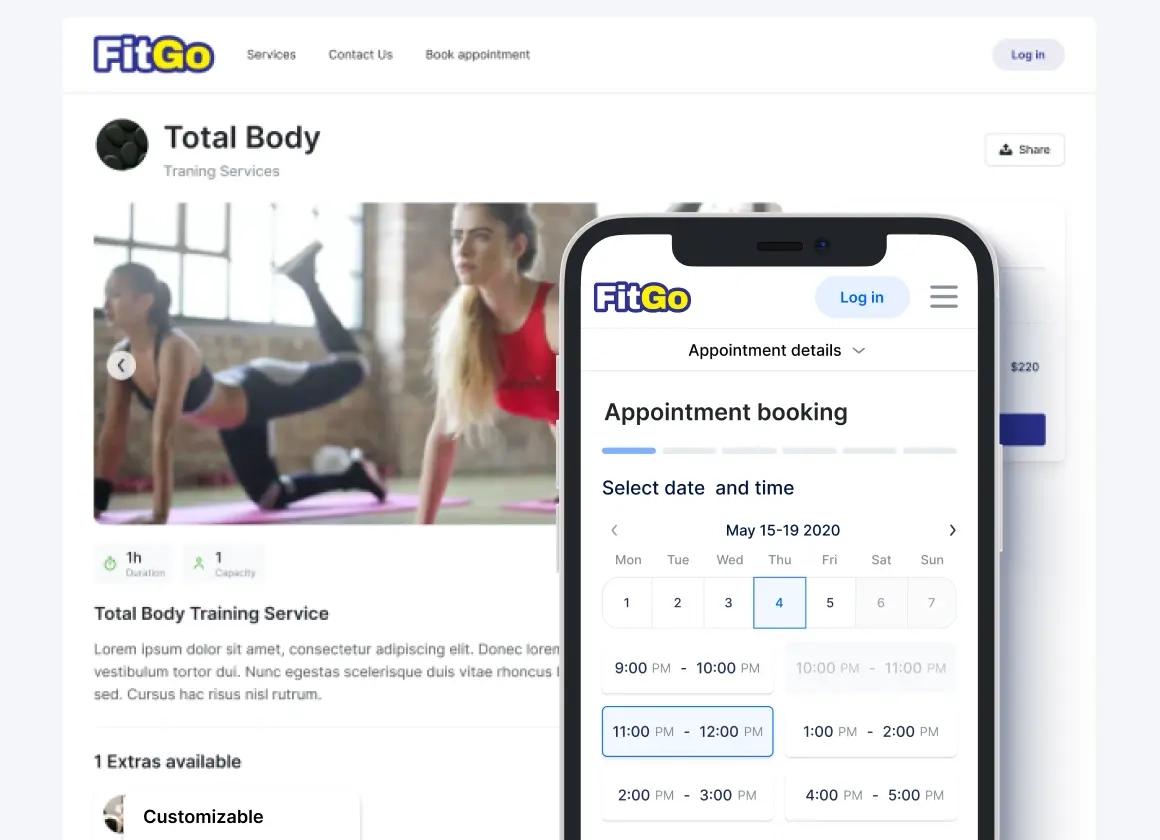 FitGo
Services
Contact Us
Book appointment
Log in
Total Body
Traning Services
Share
$220
1h
Duration
1
Capacity
Total Body Training Service
Lorem ipsum dolor sit amet, consectetur adipiscing elit. Donec
vestibulum tortor dui. Nunc egestas scelerisque duis vitae rhoncus
sed. Cursus hac risus nisl rutrum.
1 Extras available
Customizable
FitGo
Log in
Appointment details
Appointment booking
Select date and time
May 15-19 2020
Mon Tue Wed Thu Fri Sat Sun
1 2 3 4 5 6 7
9:00 PM - 10:00 PM
10:00 PM - 11:00 PM
11:00 PM - 12:00 PM
1:00 PM - 2:00 PM
2:00 PM - 3:00 PM
4:00 PM - 5:00 PM